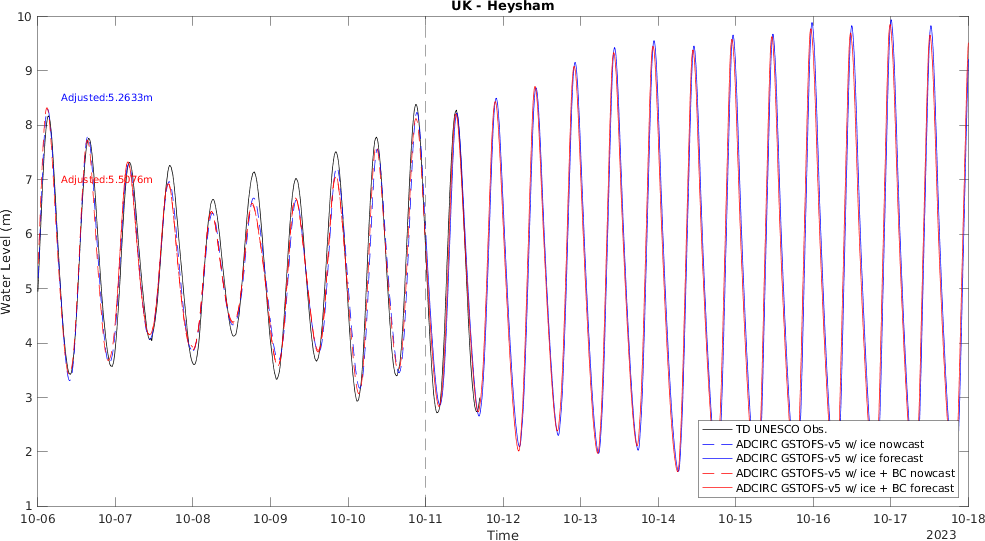 UK - Heysham
10
9
8
7
6
5
4
3
2
1
Water Level (m)
Adjusted:5.2633m
Adjusted:5.5076m
TD UNESCO Obs.
ADCIRC GSTOFS-v5 w/ ice nowcast
ADCIRC GSTOFS-v5 w/ ice forecast
ADCIRC GSTOFS-v5 w/ ice + BC nowcast
ADCIRC GSTOFS-v5 w/ ice + BC forecast
10-06 10-07 10-08 10-09 10-10 10-11 10-12 10-13 10-14 10-15 10-16 10-17 10-18
Time
2023